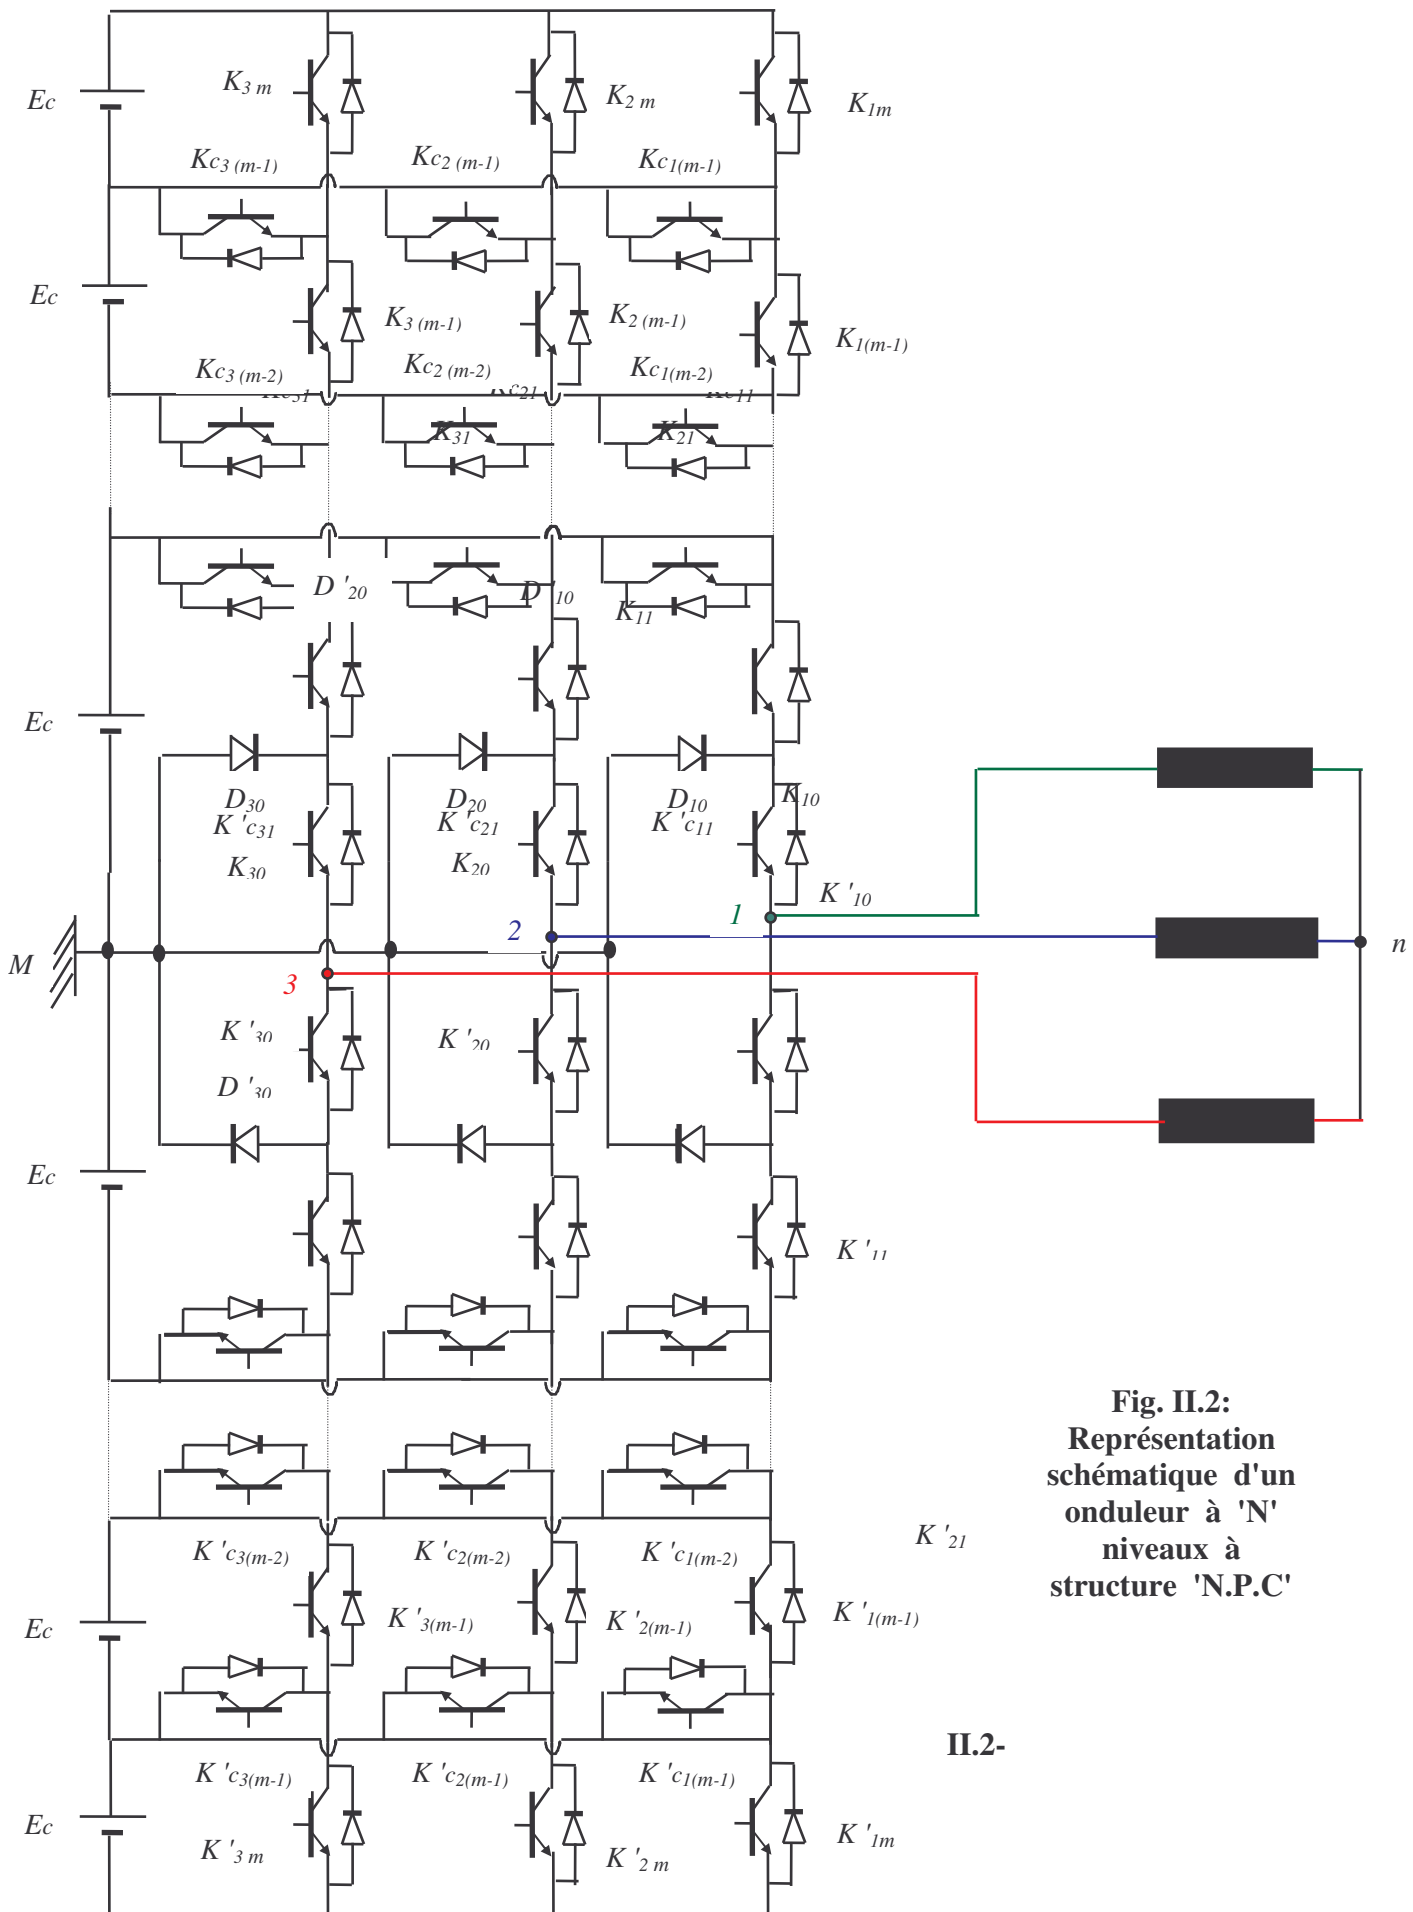 K3 m
Ec
K2 m
K1m
Kc3 (m-1)
Kc2 (m-1)
Kc1(m-1)
Ec
K3 (m-1)
K2 (m-1)
K1(m-1)
Kc3 (m-2)
Kc2 (m-2)
Kc1(m-2)
Kc31
Kc21
Kc11
K31
K21
D '20
D '10
K11
Ec
D30
D20
D10
K10
K 'c31
K 'c21
K 'c11
K30
K20
K '10
1
2
M
n
3
K '30
K '20
D '30
Ec
K '11
Fig. II.2:
Représentation
schématique d'un
onduleur à 'N'
niveaux à
structure 'N.P.C'
K '21
K 'c3(m-2)
K 'c2(m-2)
K 'c1(m-2)
Ec
K '3(m-1)
K '2(m-1)
K '1(m-1)
II.2-
K 'c3(m-1)
K 'c2(m-1)
K 'c1(m-1)
Ec
K '3 m
K '2 m
K '1m